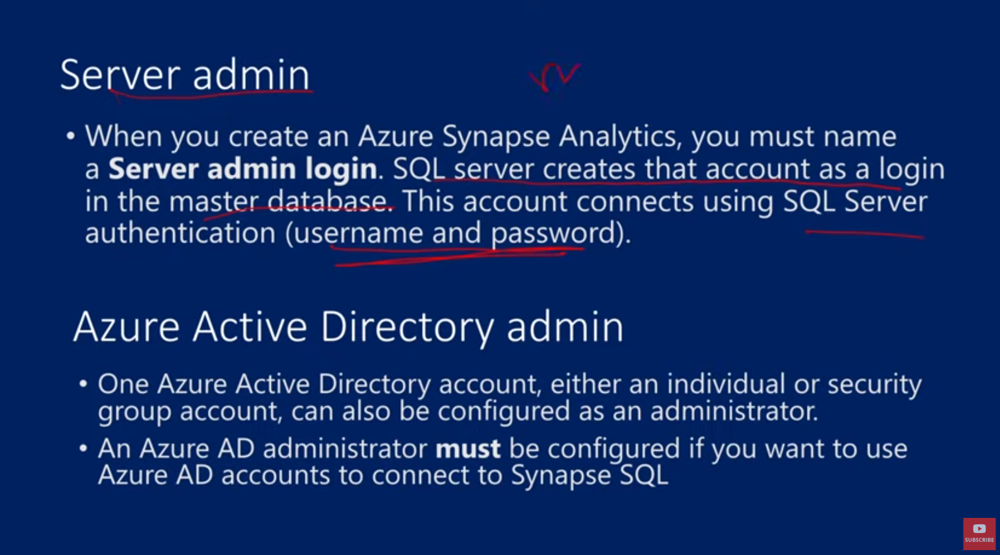 Server admin
• When you create an Azure Synapse Analytics, you must name
a Server admin login. SQL server creates that account as a login
in the master database. This account connects using SQL Server
authentication (username and password).
Azure Active Directory admin
• One Azure Active Directory account, either an individual or security
group account, can also be configured as an administrator.
• An Azure AD administrator must be configured if you want to use
Azure AD accounts to connect to Synapse SQL
SUBSCRIBE